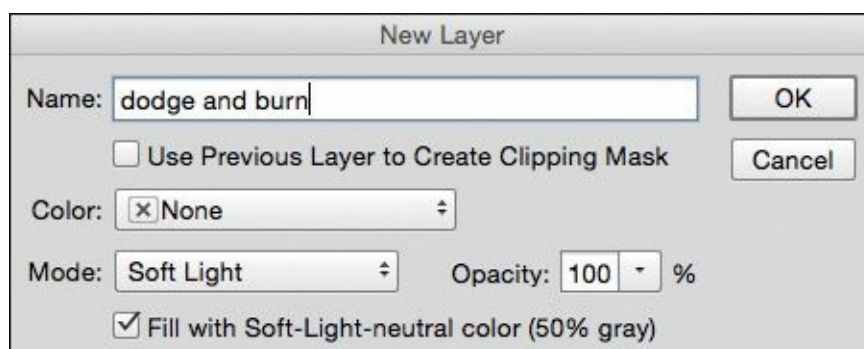 New Layer
Name: dodge and burn OK
Use Previous Layer to Create Clipping Mask Cancel
Color: None
Mode: Soft Light Opacity: 100 %
Fill with Soft-Light-neutral color (50% gray)